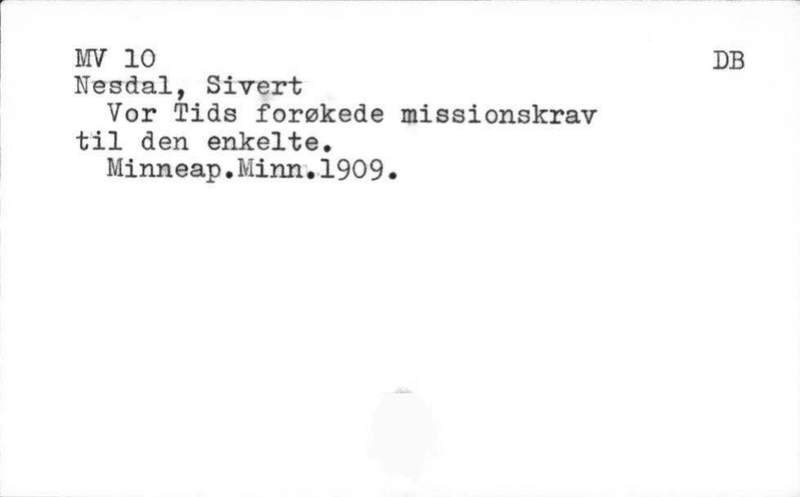 MV 10 DB
Nesdal, Sivert
Vor Tids forøkede missionskrav
til den enkelte.
Minneap.Minn.1909.